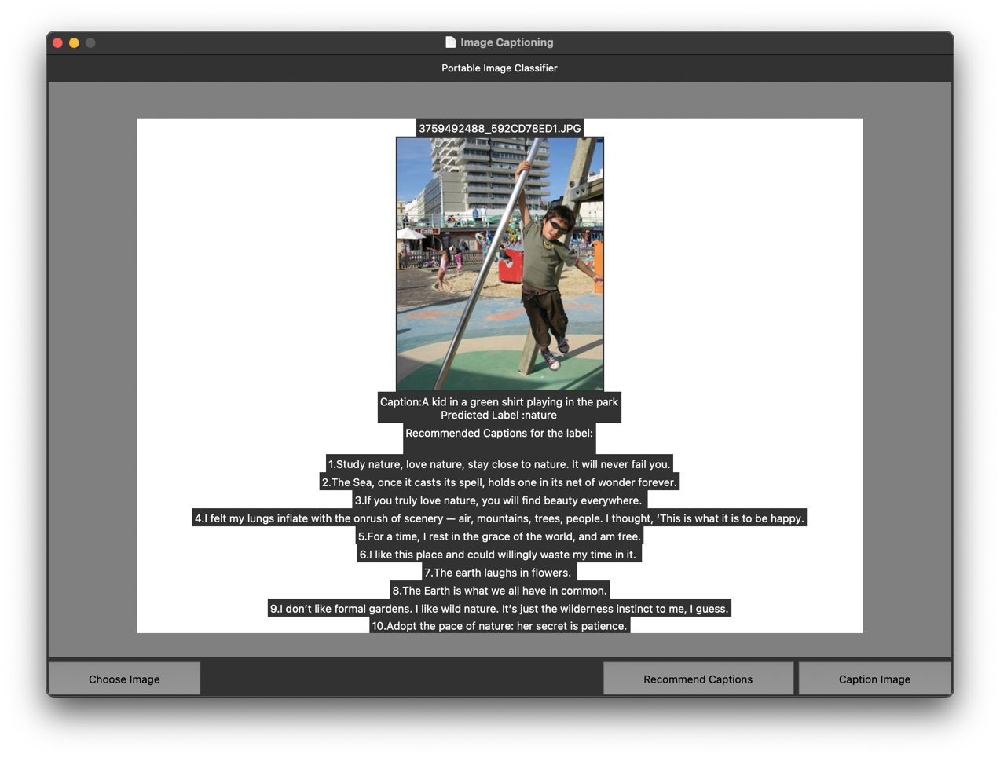 Image Captioning
Portable Image Classifier
3759492488_592CD78ED1.JPG
Café
Caption:A kid in a green shirt playing in the park
Predicted Label :nature
Recommended Captions for the label:
1.Study nature, love nature, stay close to nature. It will never fail you.
2.The Sea, once it casts its spell, holds one in its net of wonder forever.
3.If you truly love nature, you will find beauty everywhere.
4.I felt my lungs inflate with the onrush of scenery — air, mountains, trees, people. I thought, ‘This is what it is to be happy.
5.For a time, I rest in the grace of the world, and am free.
6.I like this place and could willingly waste my time in it.
7.The earth laughs in flowers.
8.The Earth is what we all have in common.
9.I don’t like formal gardens. I like wild nature. It’s just the wilderness instinct to me, I guess.
10.Adopt the pace of nature: her secret is patience.
Choose Image
Recommend Captions
Caption Image